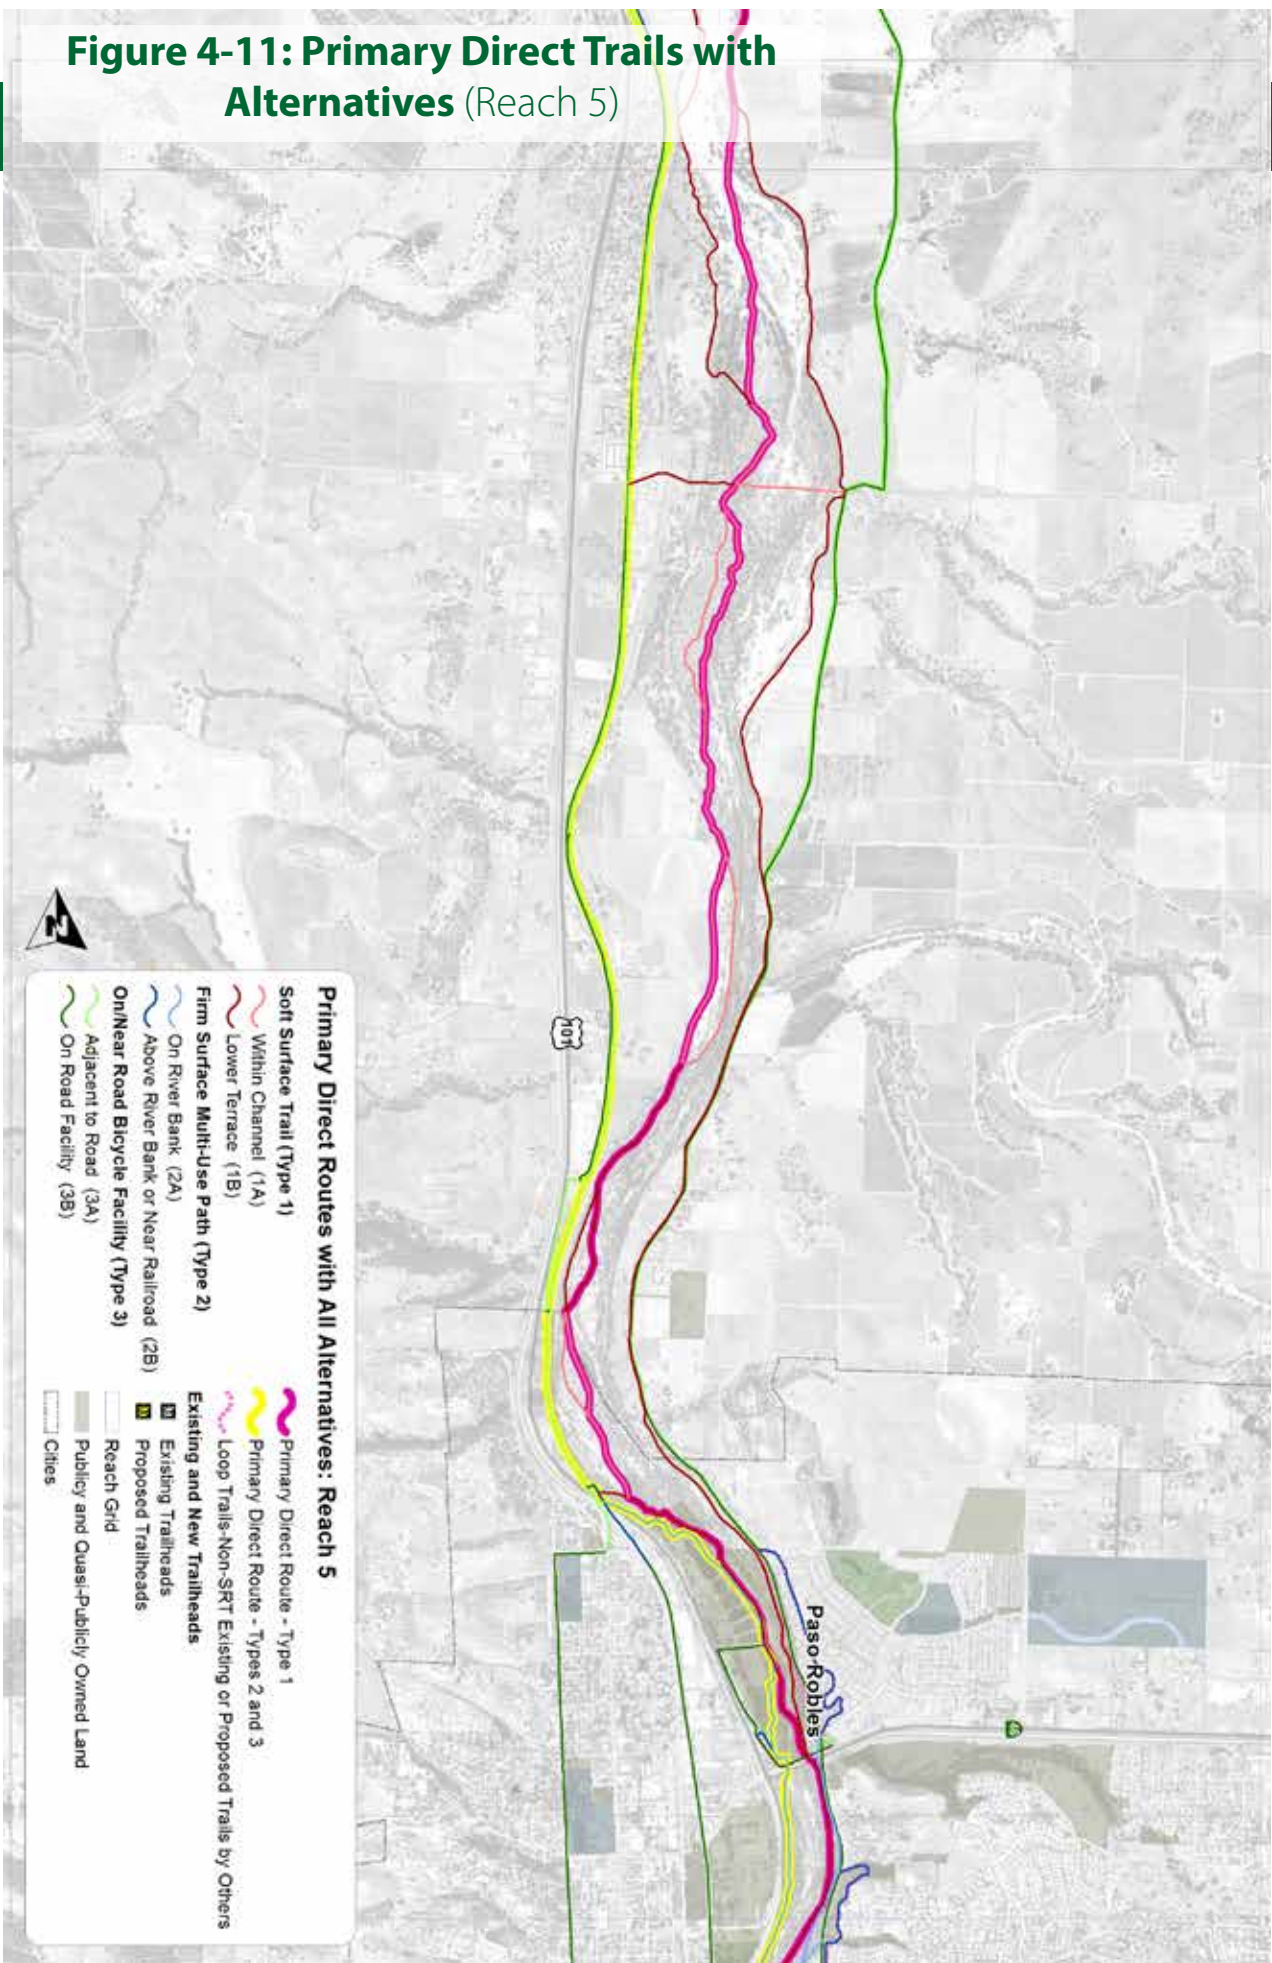 Figure 4-11: Primary Direct Trails with
Alternatives (Reach 5)
101
Paso Robles
46
N
Primary Direct Routes with All Alternatives: Reach 5
Soft Surface Trail (Type 1)
Within Channel (1A)
Lower Terrace (1B)
Firm Surface Multi-Use Path (Type 2)
On River Bank (2A)
Above River Bank or Near Railroad (2B)
On/Near Road Bicycle Facility (Type 3)
Adjacent to Road (3A)
On Road Facility (3B)
Primary Direct Route - Type 1
Primary Direct Route - Types 2 and 3
Loop Trails-Non-SRT Existing or Proposed Trails by Others
Existing and New Trailheads
Existing Trailheads
Proposed Trailheads
Reach Grid
Publicy and Quasi-Publicly Owned Land
Cities